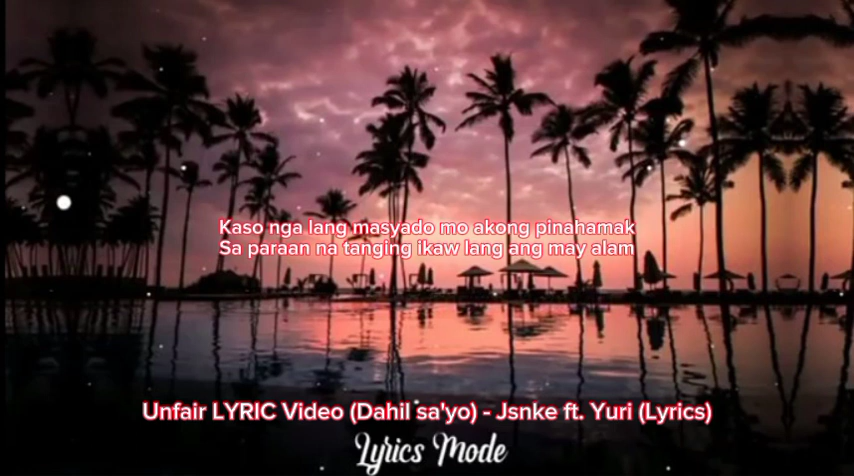 Kaso nga lang masyado mo akong pinahamak
Sa paraan na tanging ikaw lang ang may alam
Unfair LYRIC Video (Dahil sa'yo) - Jsnke ft. Yuri (Lyrics)
Lyrics Mode